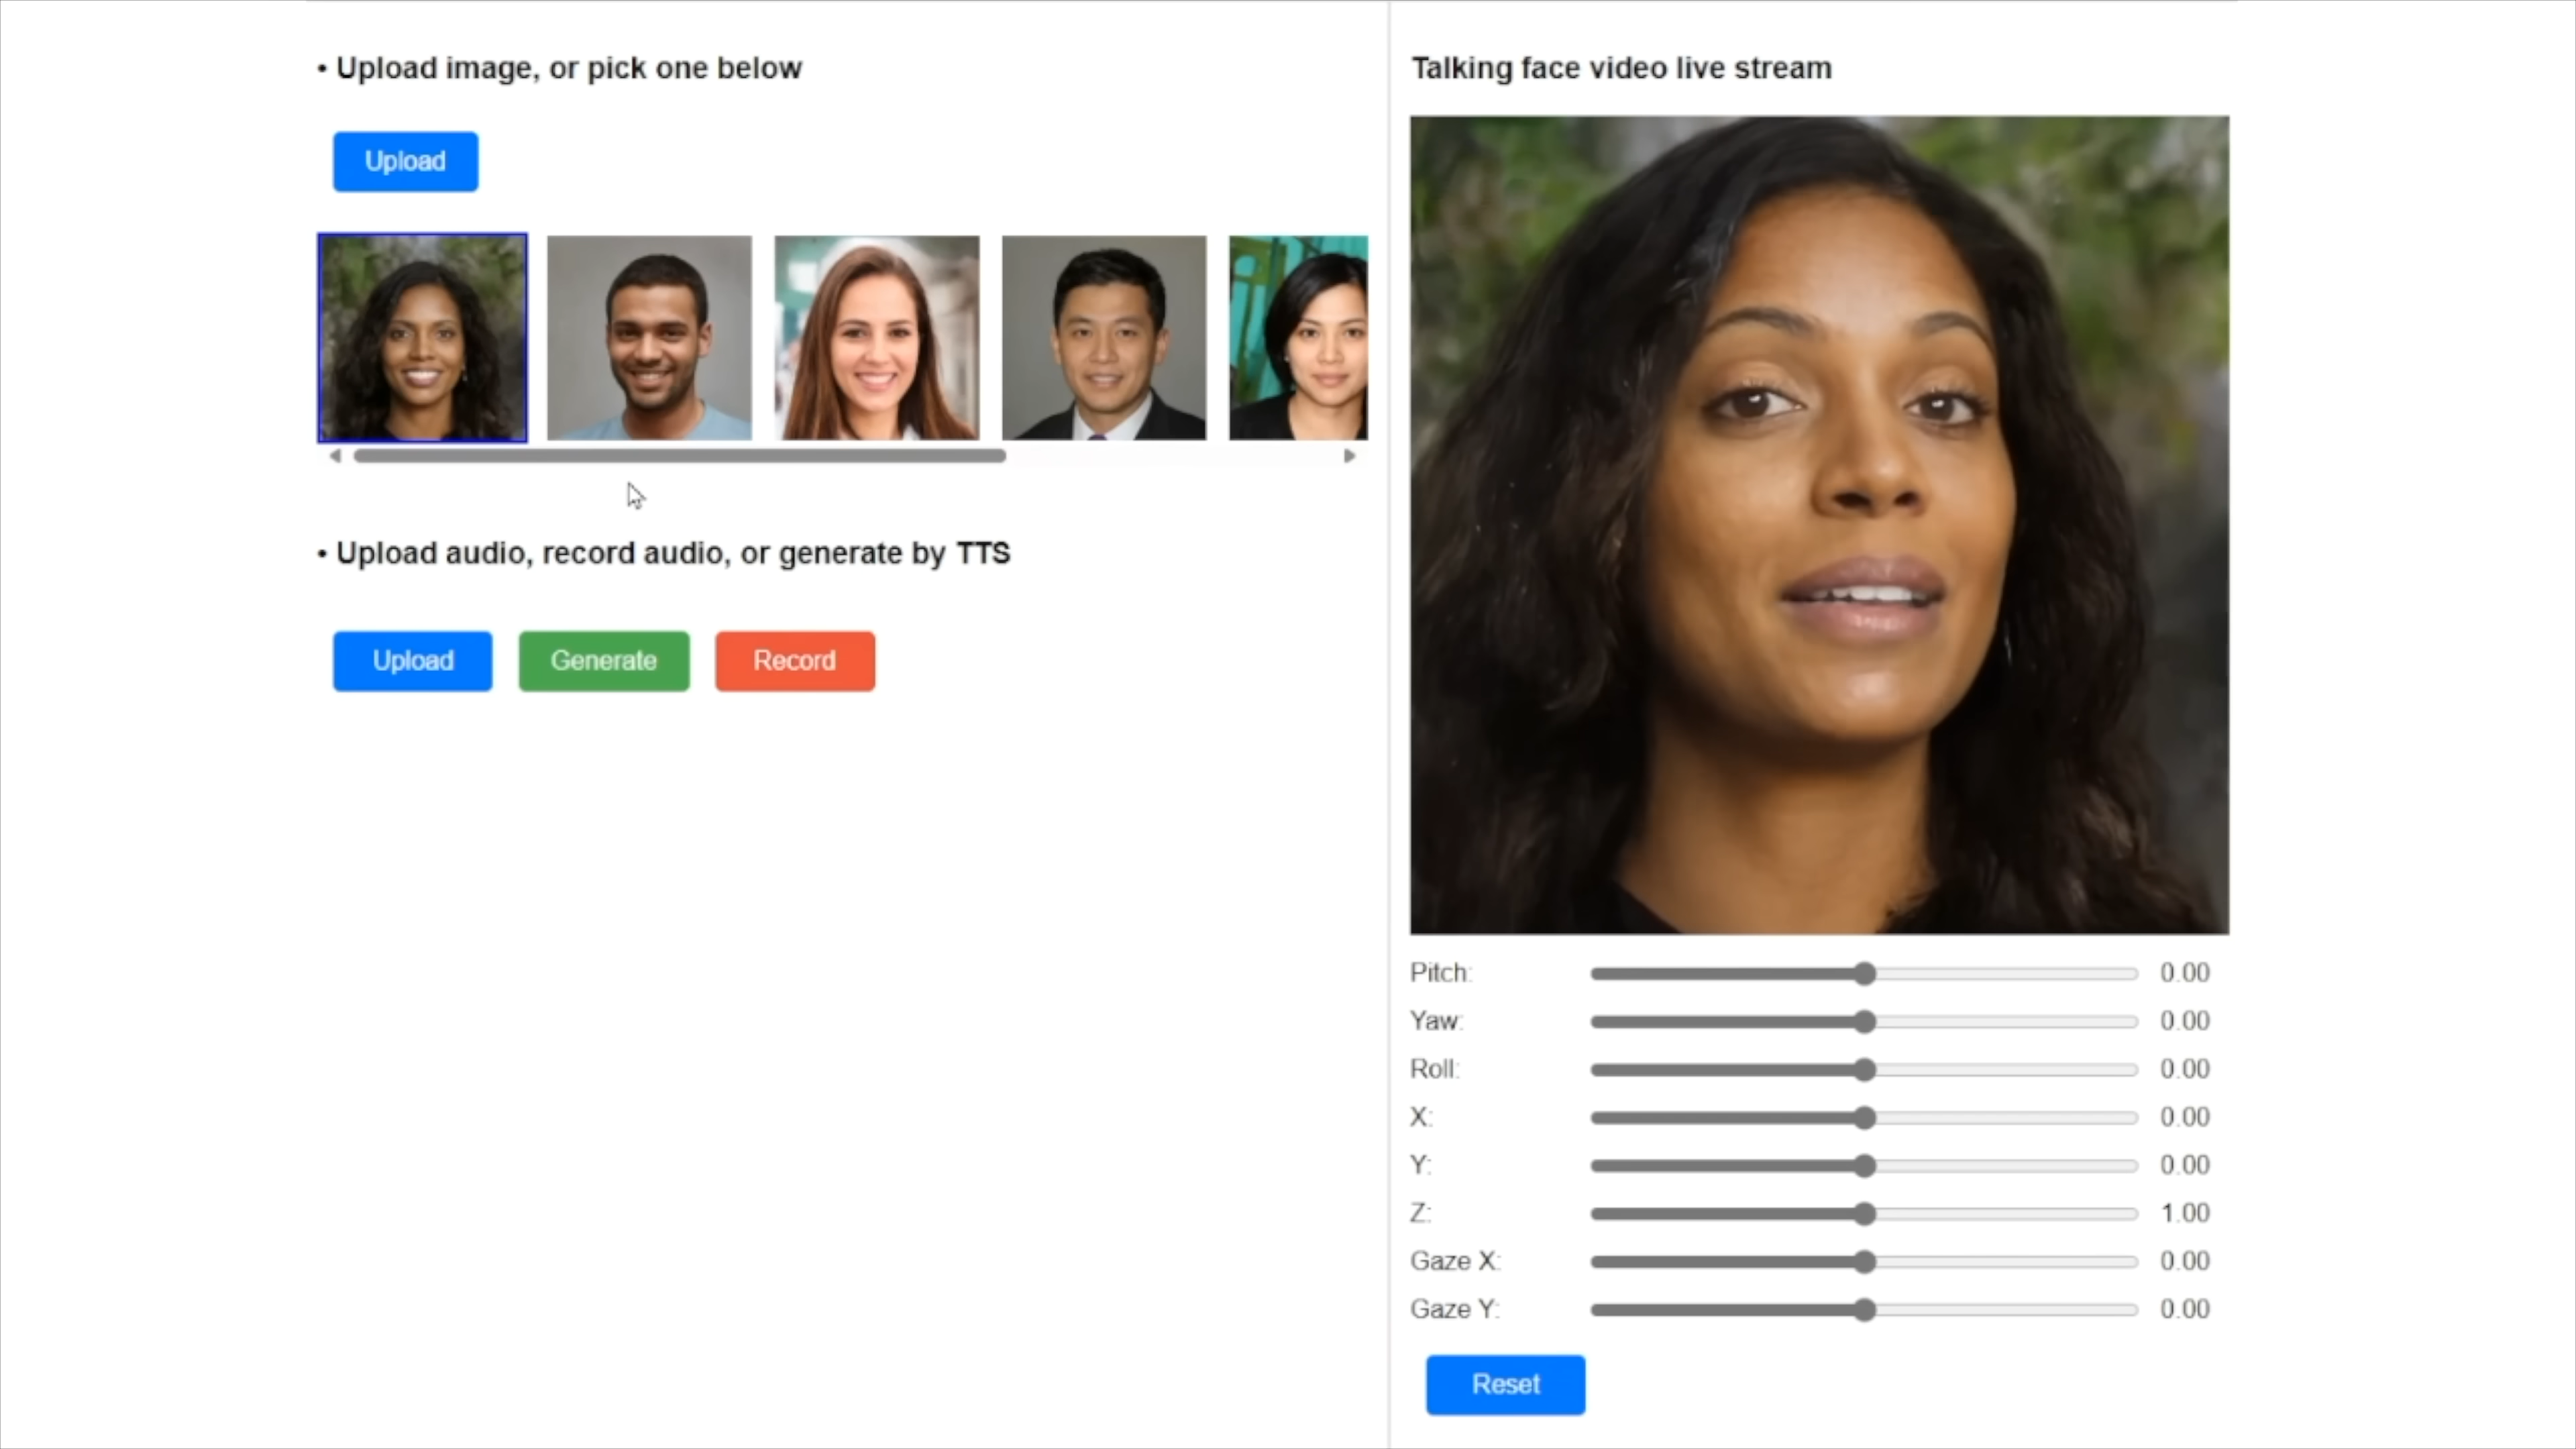 • Upload image, or pick one below
Upload
• Upload audio, record audio, or generate by TTS
Upload Generate Record
Talking face video live stream
Pitch: 0.00
Yaw: 0.00
Roll: 0.00
X: 0.00
Y: 0.00
Z: 1.00
Gaze X: 0.00
Gaze Y: 0.00
Reset